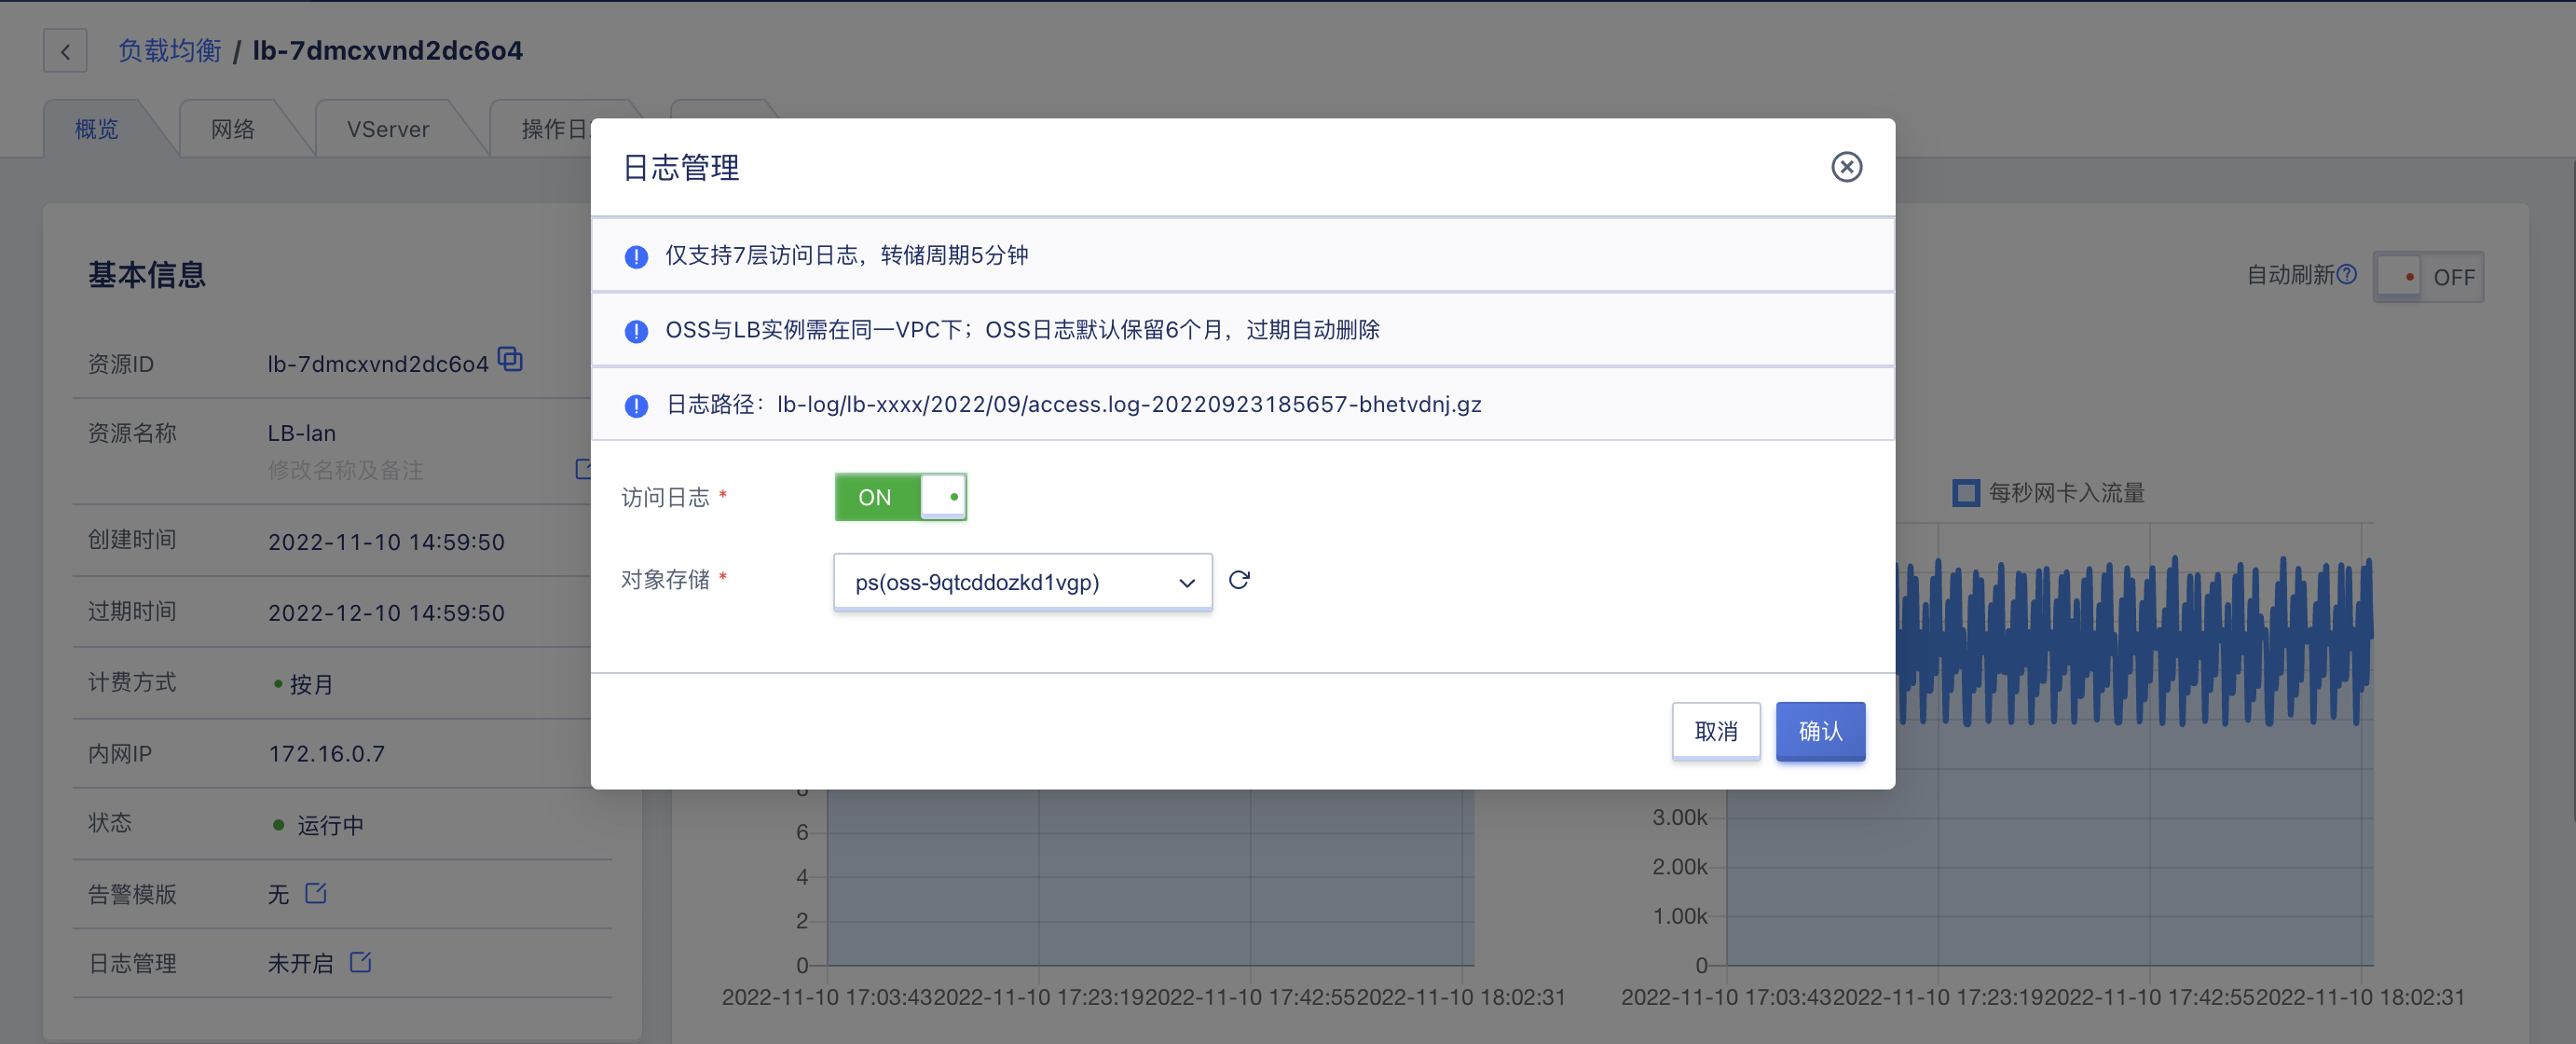 负载均衡 / lb-7dmcxvnd2dc6o4
概览
网络
VServer
操作日
日志管理
仅支持7层访问日志，转储周期5分钟
OSS与LB实例需在同一VPC下；OSS日志默认保留6个月，过期自动删除
日志路径：lb-log/lb-xxxx/2022/09/access.log-20220923185657-bhetvdnj.gz
访问日志 *
ON
对象存储 *
ps(oss-9qtcddozkd1vgp)
取消
确认
基本信息
资源ID
lb-7dmcxvnd2dc6o4
资源名称
LB-lan
修改名称及备注
创建时间
2022-11-10 14:59:50
过期时间
2022-12-10 14:59:50
计费方式
按月
内网IP
172.16.0.7
状态
运行中
告警模版
无
日志管理
未开启
自动刷新
OFF
每秒网卡入流量
8
6
4
2
0
2022-11-10 17:03:43
2022-11-10 17:23:19
2022-11-10 17:42:55
2022-11-10 18:02:31
3.00k
2.00k
1.00k
0
2022-11-10 17:03:43
2022-11-10 17:23:19
2022-11-10 17:42:55
2022-11-10 18:02:31